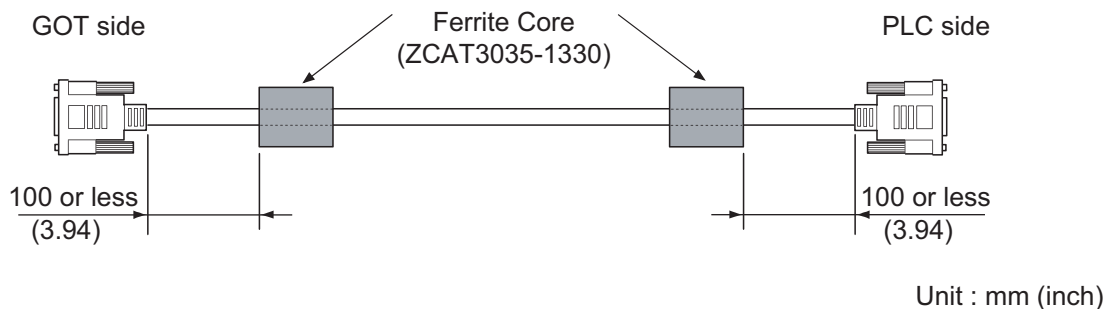 GOT side
Ferrite Core
(ZCAT3035-1330)
PLC side
100 or less
(3.94)
100 or less
(3.94)
Unit : mm (inch)